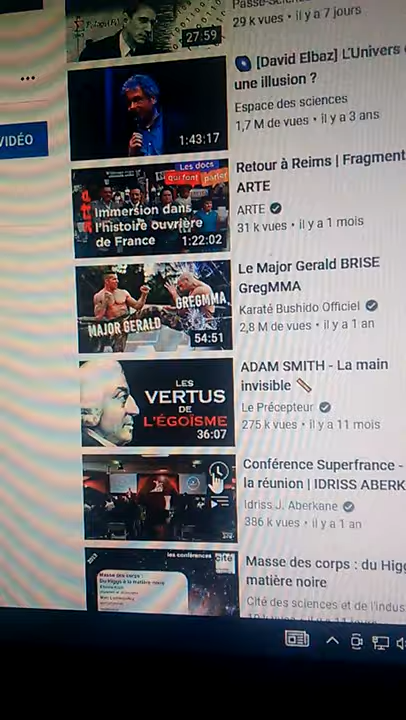 29 k vues • il y a 7 jours
27:59
[David Elbaz] L'Univers
une illusion ?
Espace des sciences
1,7 M de vues • il y a 3 ans
1:43:17
VIDÉO
Retour à Reims | Fragment
ARTE
ARTE
31 k vues • il y a 1 mois
Les docs
qui font parler
Immersion dans
l'histoire ouvrière
de France
1:22:02
Le Major Gerald BRISE
GregMMA
Karaté Bushido Officiel
2,8 M de vues • il y a 1 an
GREGMMA
MAJOR GERALD
54:51
ADAM SMITH - La main
invisible
Le Précepteur
275 k vues • il y a 11 mois
LES
VERTUS
DE
L'ÉGOÏSME
36:07
Conférence Superfrance -
la réunion | IDRISS ABERK
Idriss J. Aberkane
386 k vues • il y a 1 an
Masse des corps : du Higg
matière noire
Cité des sciences et de l'indus
les conférences cité
Masse des corps :
Du Higgs à la matière noire